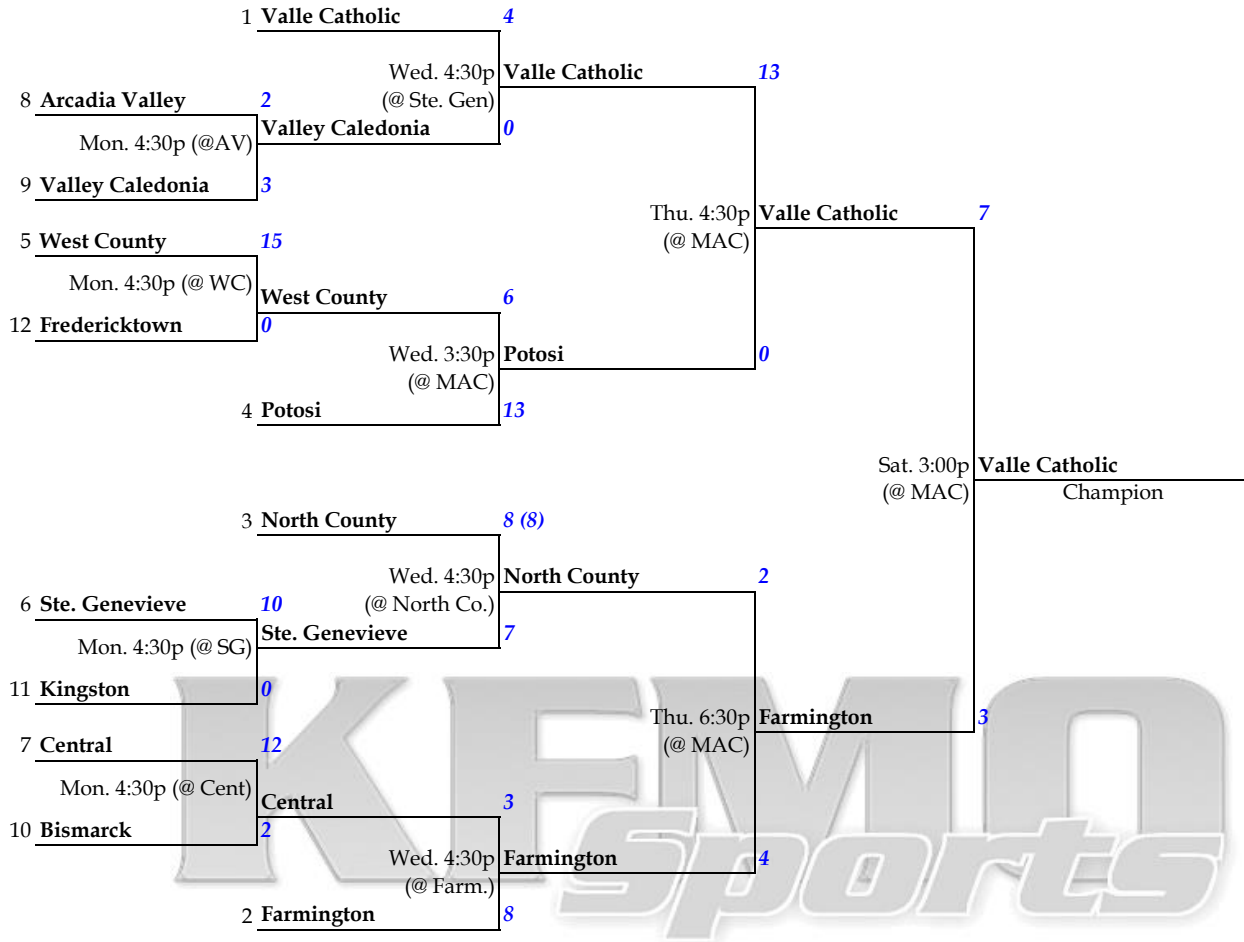 1 Valle Catholic 4
Wed. 4:30p Valle Catholic 13
8 Arcadia Valley 2 (@ Ste. Gen)
Mon. 4:30p (@AV) Valley Caledonia 0
9 Valley Caledonia 3
Thu. 4:30p Valle Catholic 7
5 West County 15 (@ MAC)
Mon. 4:30p (@ WC) West County 6
12 Fredericktown 0
Wed. 3:30p Potosi 0
(@ MAC)
4 Potosi 13
Sat. 3:00p Valle Catholic
(@ MAC) Champion
3 North County 8 (8)
Wed. 4:30p North County 2
6 Ste. Genevieve 10 (@ North Co.)
Mon. 4:30p (@ SG) Ste. Genevieve 7
11 Kingston 0
Thu. 6:30p Farmington 3
7 Central 12 (@ MAC)
Mon. 4:30p (@ Cent) Central 3
10 Bismarck 2
Wed. 4:30p Farmington 4
(@ Farm.)
2 Farmington 8
KFMO
Sports